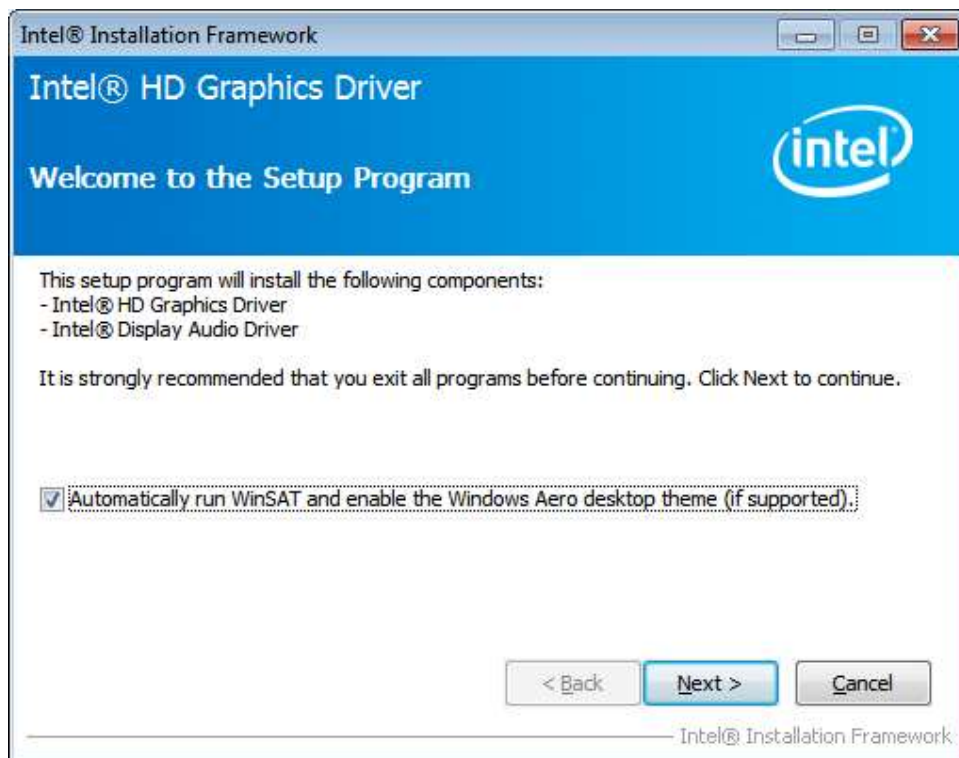 Intel® Installation Framework
Intel® HD Graphics Driver
intel
Welcome to the Setup Program
This setup program will install the following components:
- Intel® HD Graphics Driver
- Intel® Display Audio Driver
It is strongly recommended that you exit all programs before continuing. Click Next to continue.
Automatically run WinSAT and enable the Windows Aero desktop theme (if supported).
< Back
Next >
Cancel
Intel® Installation Framework